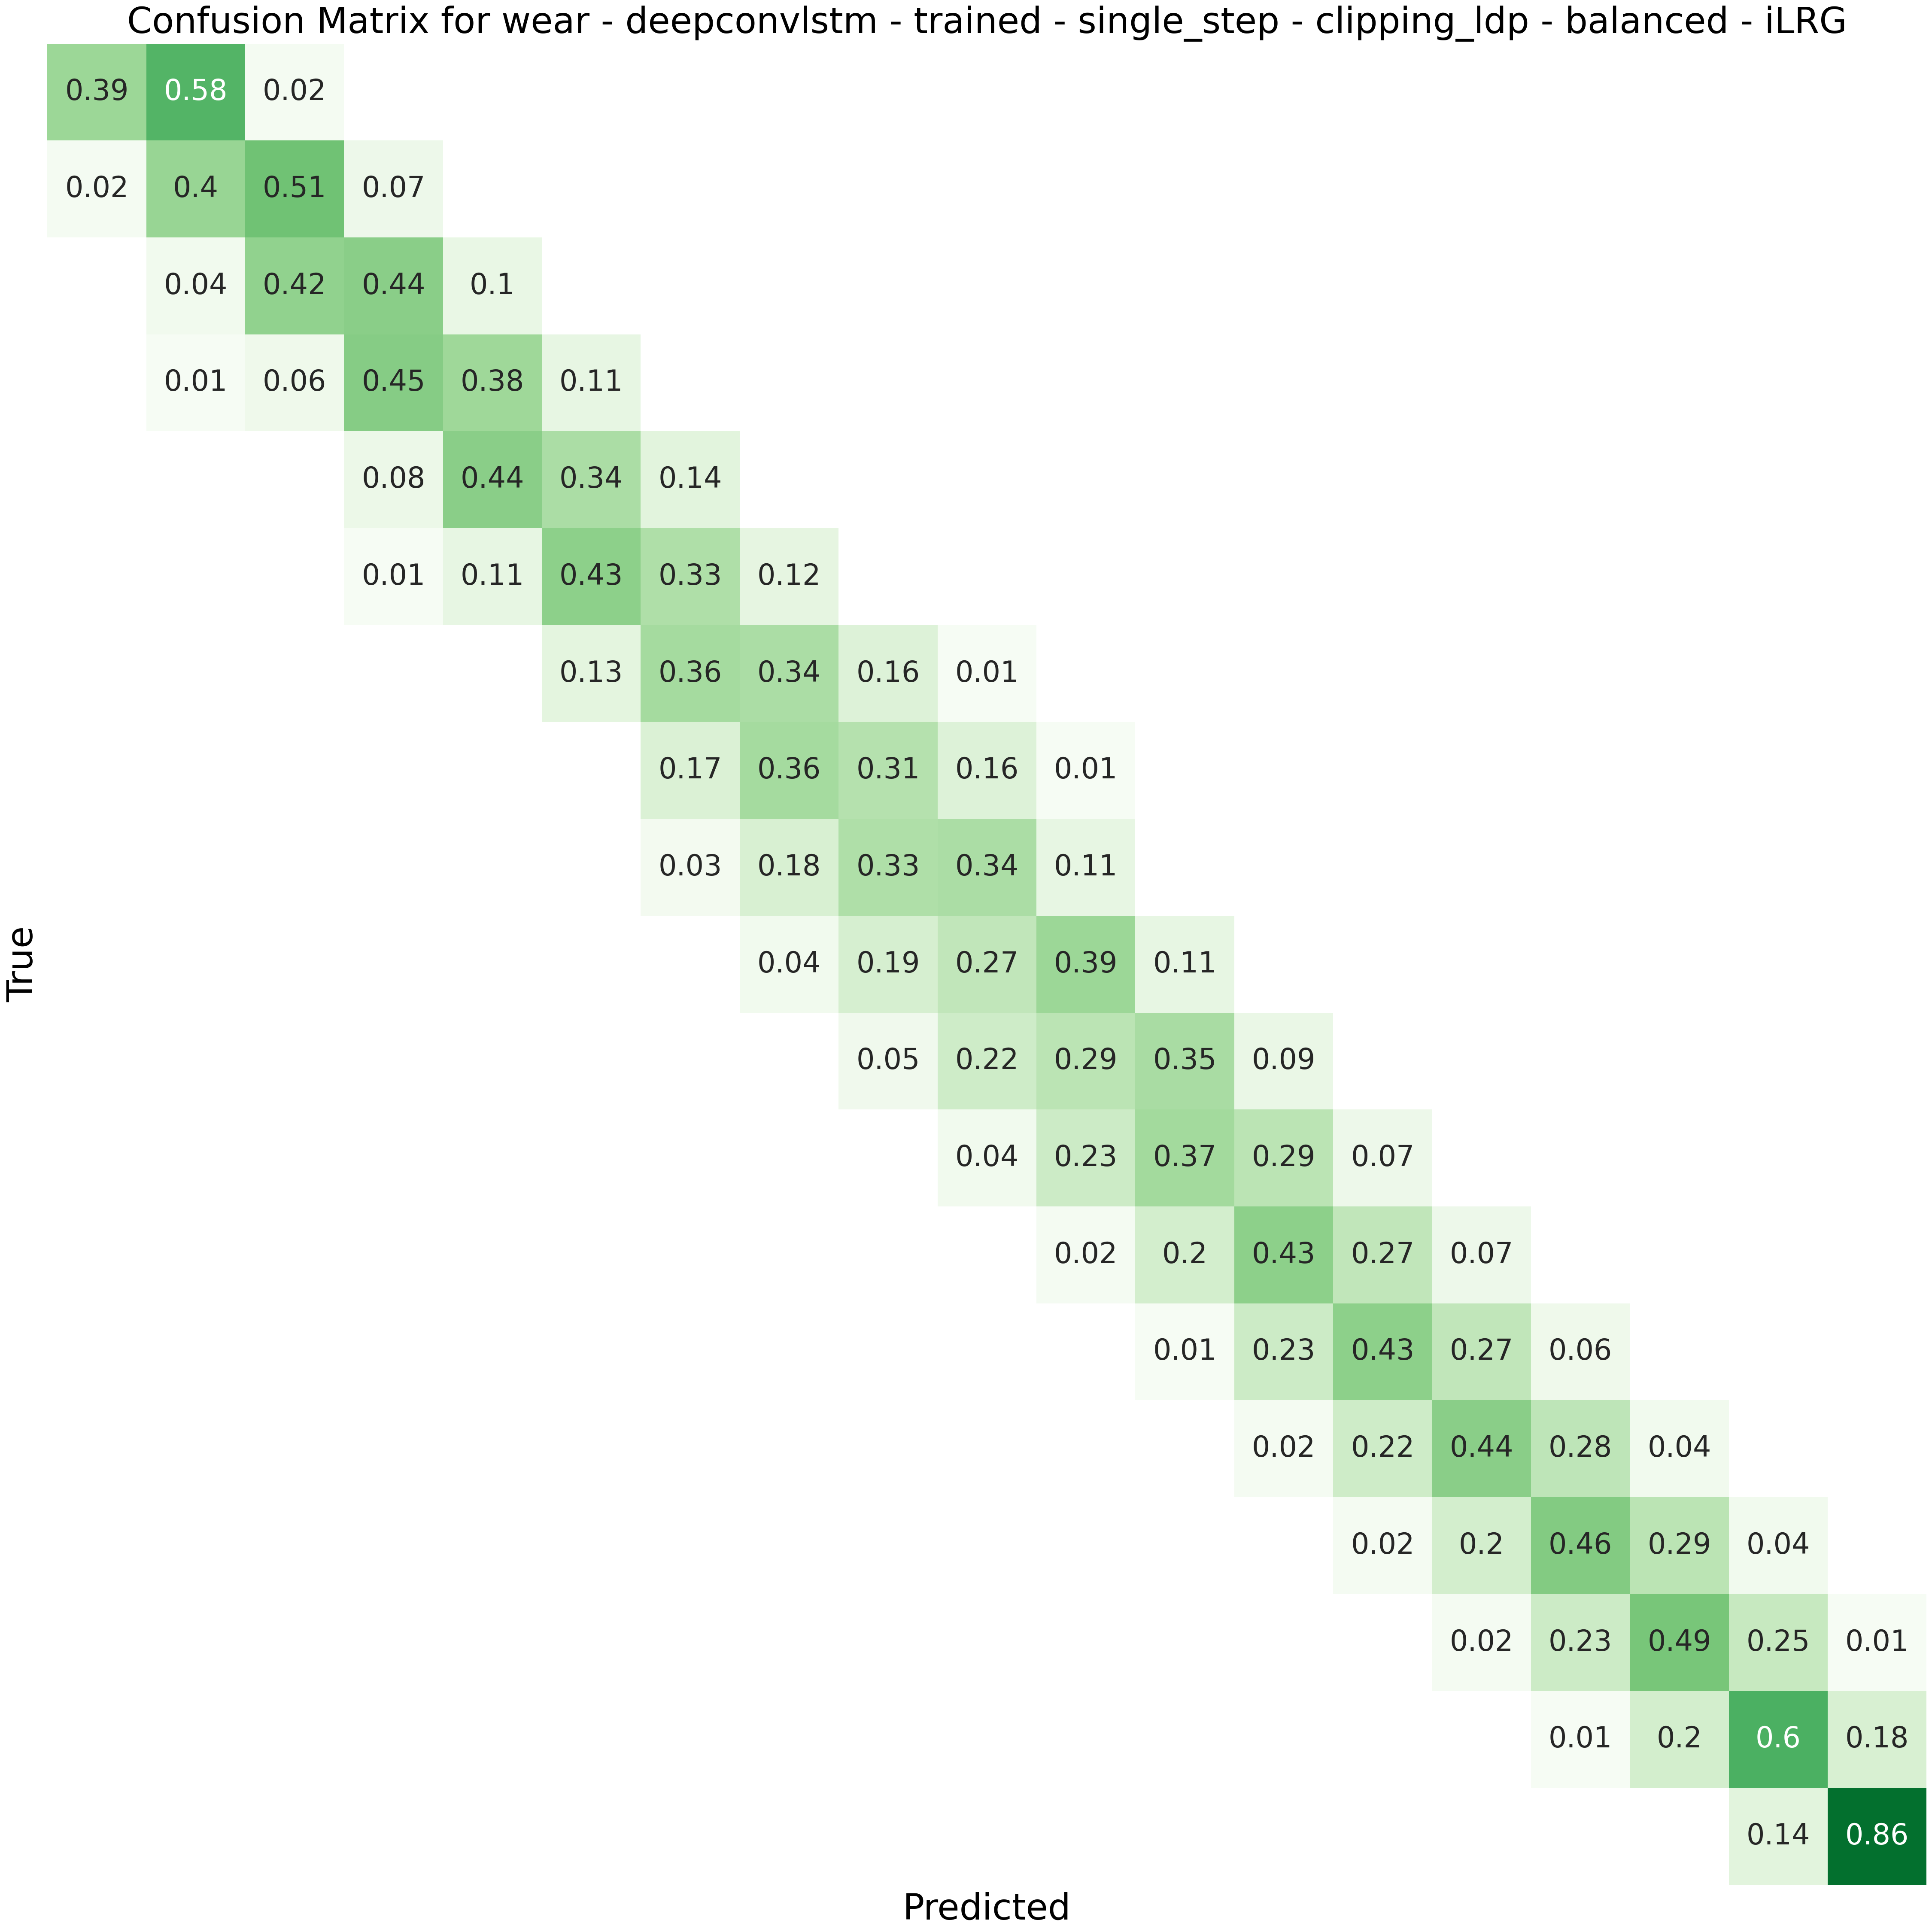 Confusion Matrix for wear - deepconvlstm - trained - single_step - clipping_ldp - balanced - iLRG
0.39 0.58 0.02
0.02 0.4 0.51 0.07
0.04 0.42 0.44 0.1
0.01 0.06 0.45 0.38 0.11
0.08 0.44 0.34 0.14
0.01 0.11 0.43 0.33 0.12
0.13 0.36 0.34 0.16 0.01
0.17 0.36 0.31 0.16 0.01
0.03 0.18 0.33 0.34 0.11
0.04 0.19 0.27 0.39 0.11
0.05 0.22 0.29 0.35 0.09
0.04 0.23 0.37 0.29 0.07
0.02 0.2 0.43 0.27 0.07
0.01 0.23 0.43 0.27 0.06
0.02 0.22 0.44 0.28 0.04
0.02 0.2 0.46 0.29 0.04
0.02 0.23 0.49 0.25 0.01
0.01 0.2 0.6 0.18
0.14 0.86
True
Predicted